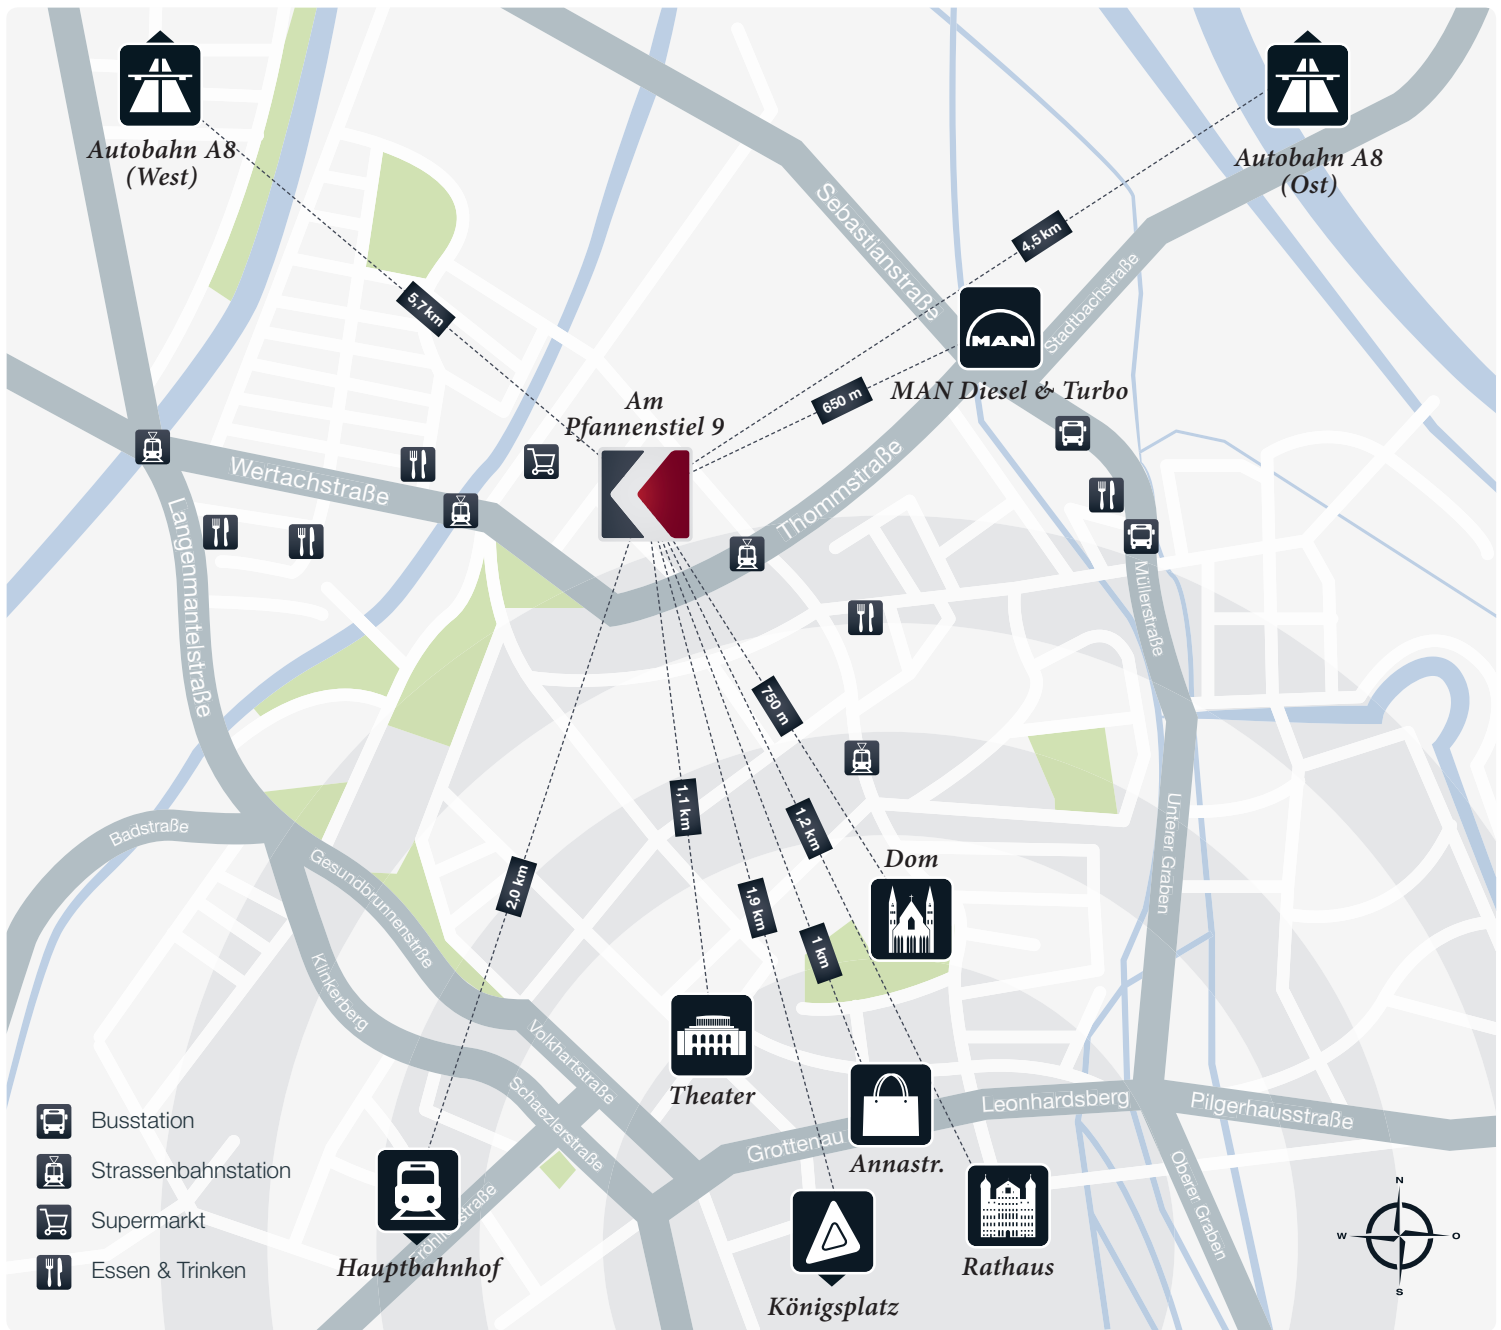 Autobahn A8
(West)
Autobahn A8
(Ost)
Sebastianstraße
4,5 km
Stadtbachstraße
5,7 km
MAN
MAN Diesel & Turbo
650 m
Am
Pfannenstiel 9
Wertachstraße
Thommstraße
Langenmantelstraße
Müllerstraße
750 m
1,1 km
1,2 km
Badstraße
Gesundbrunnenstrße
Unterer Graben
Dom
2,0 km
1,9 km
1 km
Klinkerberg
Volkhartstraße
Theater
Schaezlerstraße
Leonhardsberg
Pilgerhausstraße
Grottenau
Annastr.
Busstation
Strassenbahnstation
Supermarkt
Essen & Trinken
Oberer Graben
Hauptbahnhof
Königsplatz
Rathaus
N
W
O
S